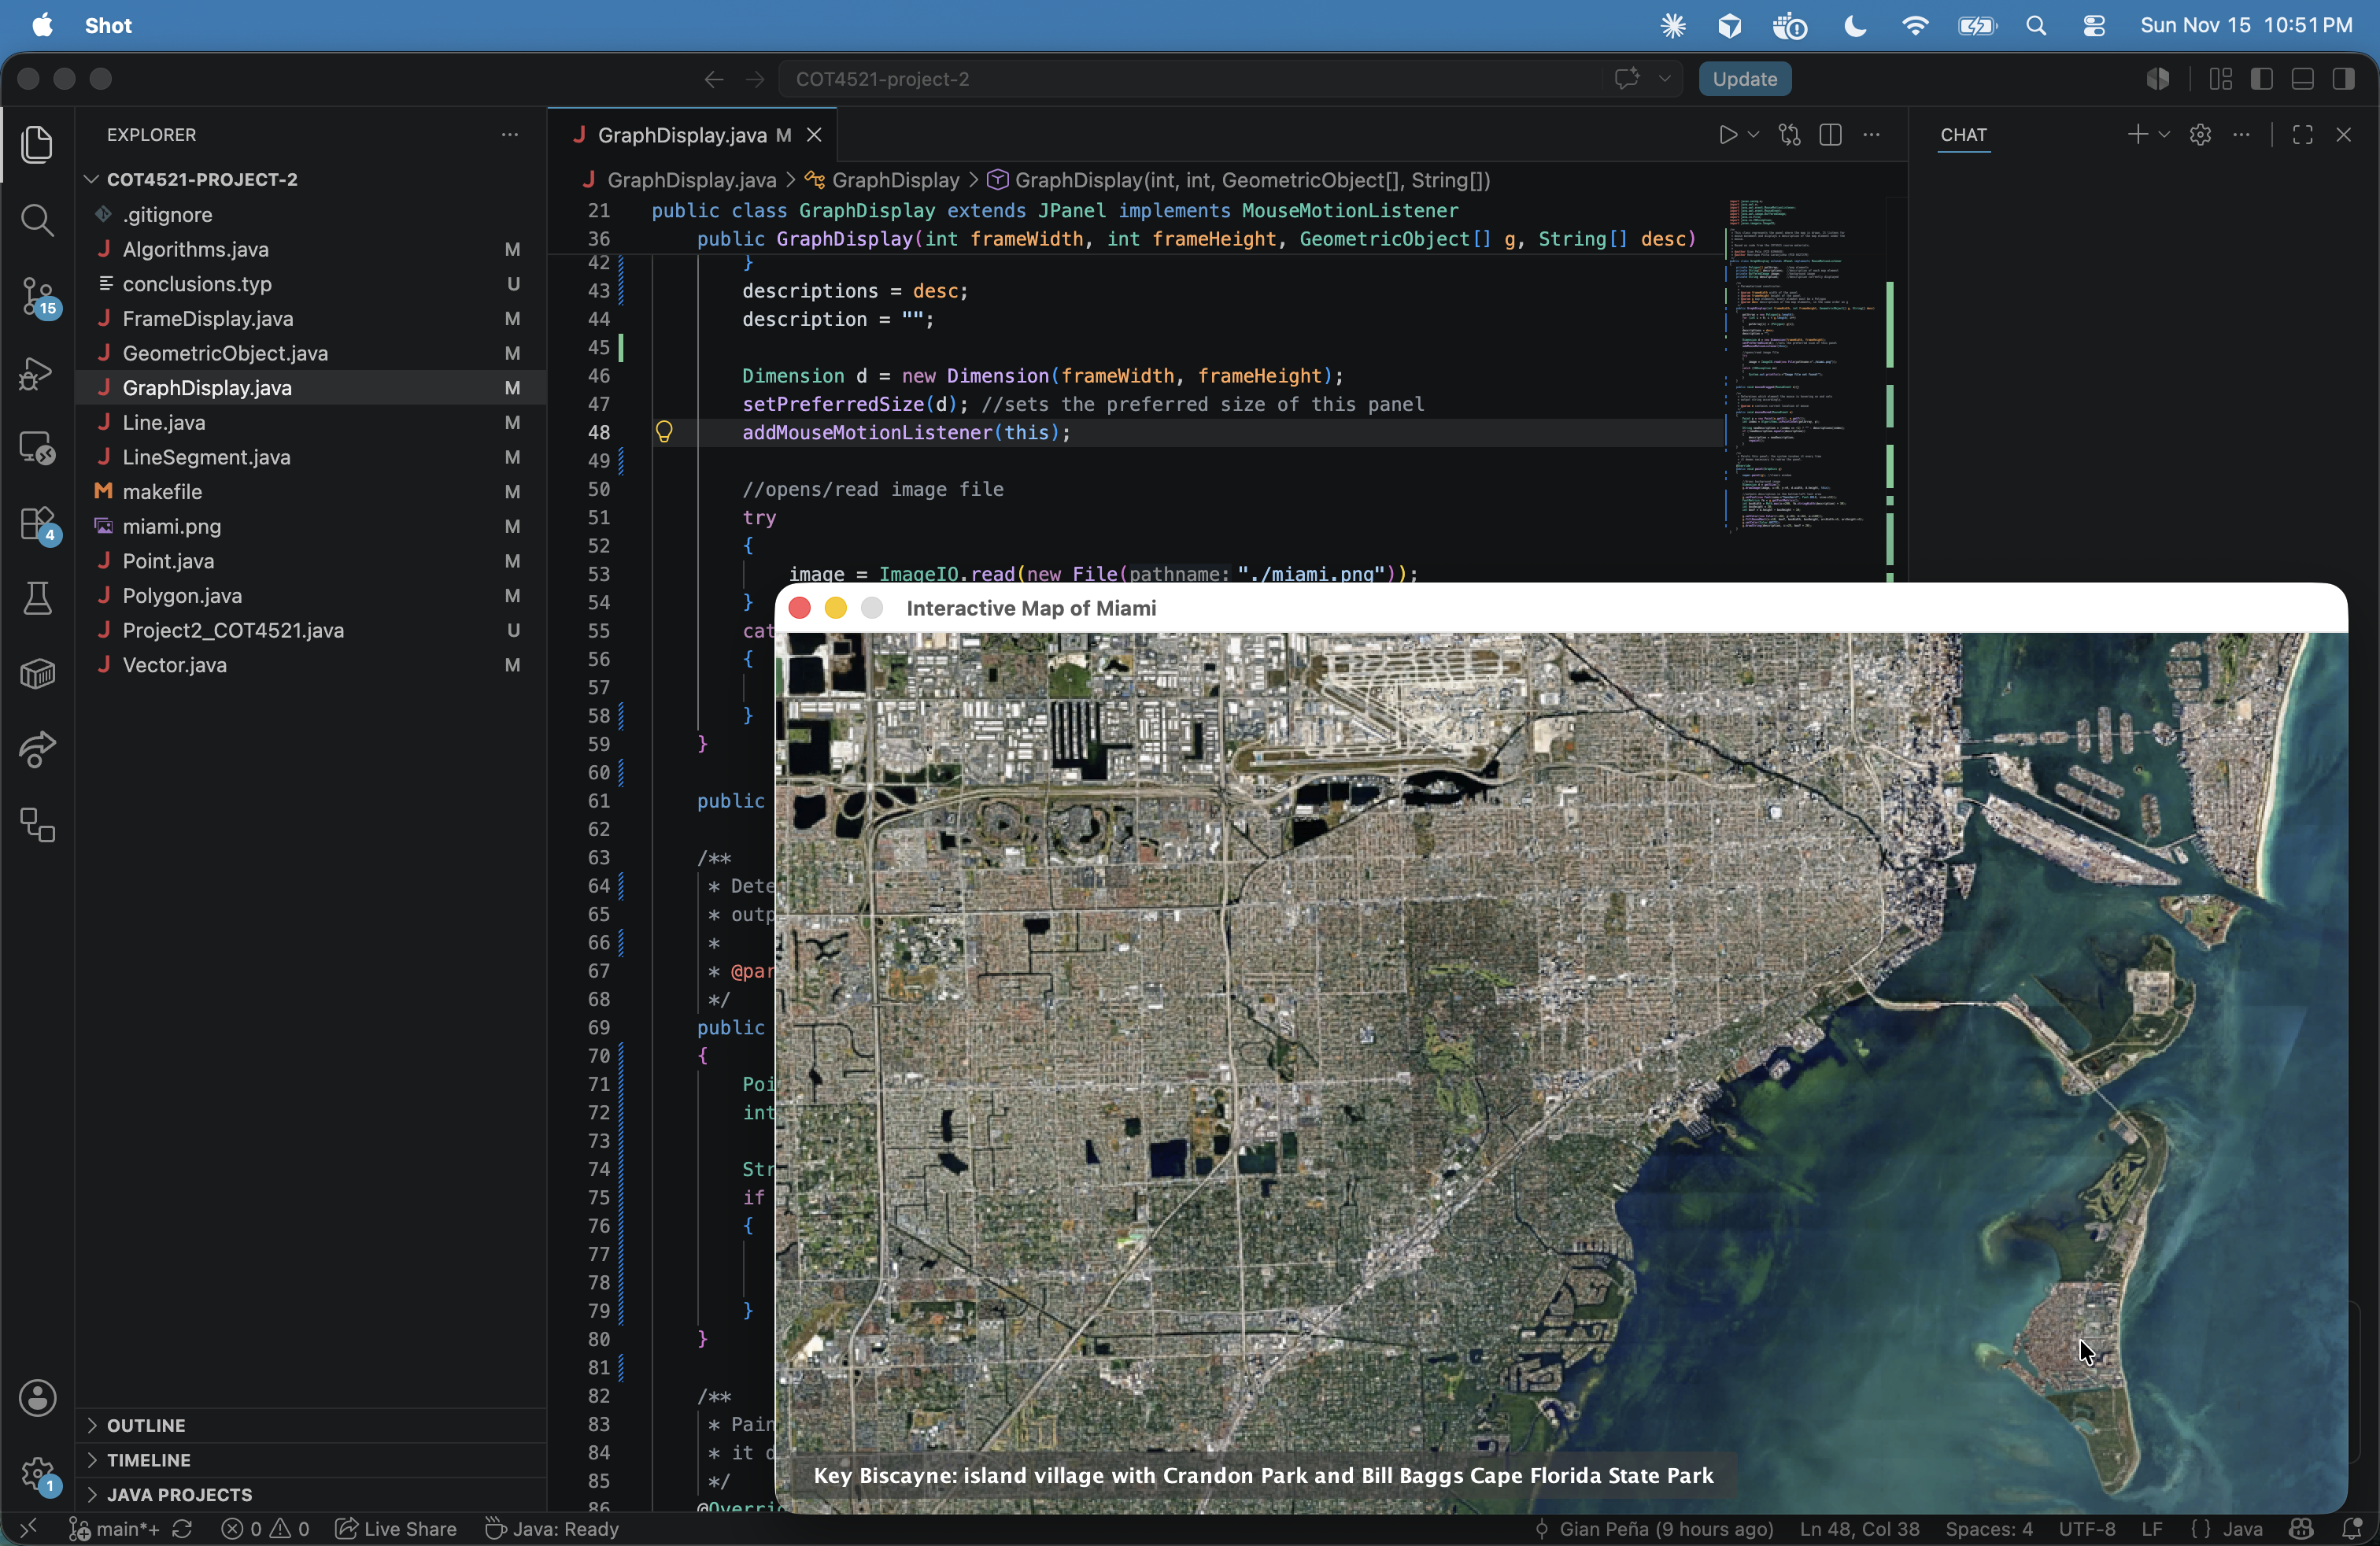 Shot
Sun Nov 15 10:51 PM
COT4521-project-2
Update
EXPLORER
COT4521-PROJECT-2
.gitignore
Algorithms.java M
conclusions.typ U
FrameDisplay.java M
GeometricObject.java M
GraphDisplay.java M
Line.java M
LineSegment.java M
makefile M
miami.png M
Point.java M
Polygon.java M
Project2_COT4521.java U
Vector.java M
OUTLINE
TIMELINE
JAVA PROJECTS
15
4
1
GraphDisplay.java M
GraphDisplay.java > GraphDisplay > GraphDisplay(int, int, GeometricObject[], String[])
21 public class GraphDisplay extends JPanel implements MouseMotionListener
36 public GraphDisplay(int frameWidth, int frameHeight, GeometricObject[] g, String[] desc)
42 }
43 descriptions = desc;
44 description = "";
45
46 Dimension d = new Dimension(frameWidth, frameHeight);
47 setPreferredSize(d); //sets the preferred size of this panel
48 addMouseMotionListener(this);
49
50 //opens/read image file
51 try
52 {
53 image = ImageIO.read(new File(pathname: "./miami.png"));
54 }
55 cat
56 {
57
58 }
59 }
60
61 public
62
63 /**
64 * Dete
65 * outp
66 *
67 * @par
68 */
69 public
70 {
71 Poi
72 int
73
74 Str
75 if
76 {
77
78
79 }
80 }
81
82 /**
83 * Pain
84 * it d
85 */
86 @Overri
CHAT
Interactive Map of Miami
Key Biscayne: island village with Crandon Park and Bill Baggs Cape Florida State Park
main*+ 0 0 Live Share Java: Ready
Gian Peña (9 hours ago) Ln 48, Col 38 Spaces: 4 UTF-8 LF {} Java